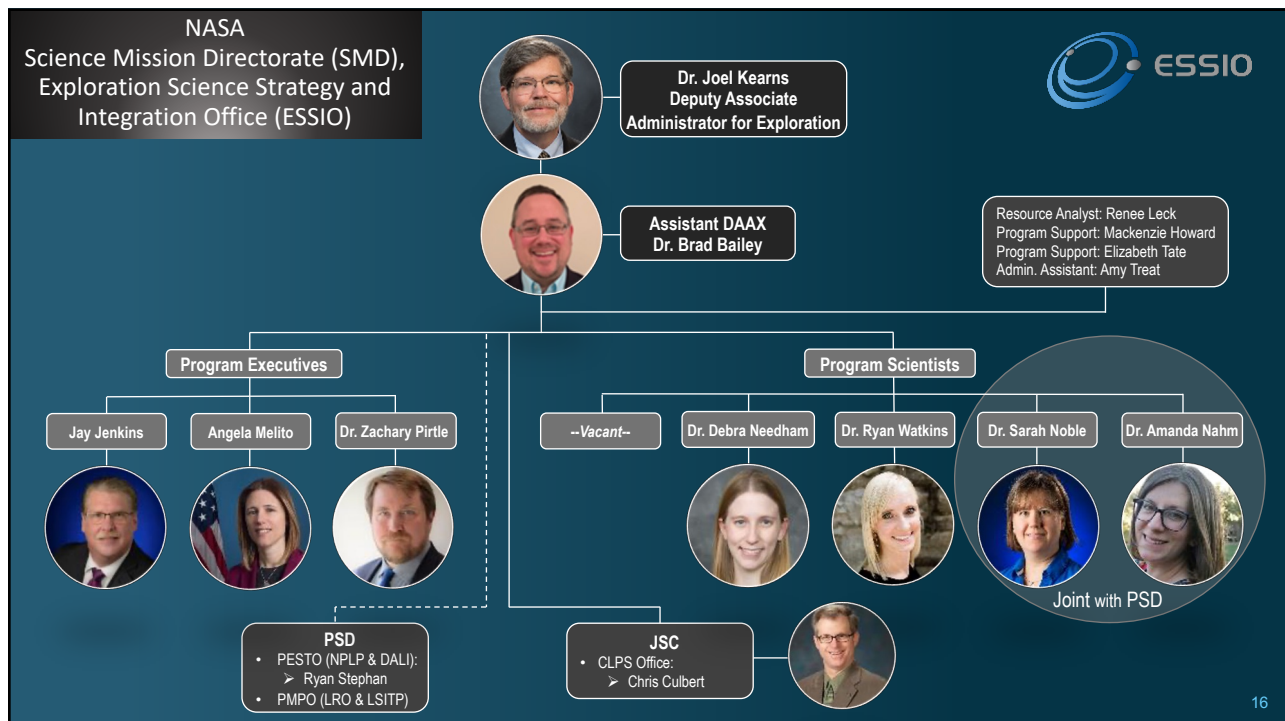 NASA
Science Mission Directorate (SMD),
Exploration Science Strategy and
Integration Office (ESSIO)
Dr. Joel Kearns
Deputy Associate
Administrator for Exploration
ESSIO
Assistant DAAX
Dr. Brad Bailey
Resource Analyst: Renee Leck
Program Support: Mackenzie Howard
Program Support: Elizabeth Tate
Admin. Assistant: Amy Treat
Program Executives
Program Scientists
Jay Jenkins
Angela Melito
Dr. Zachary Pirtle
--Vacant--
Dr. Debra Needham
Dr. Ryan Watkins
Dr. Sarah Noble
Dr. Amanda Nahm
Joint with PSD
PSD
• PESTO (NPLP & DALI):
➢ Ryan Stephan
• PMPO (LRO & LSITP)
JSC
• CLPS Office:
➢ Chris Culbert
16